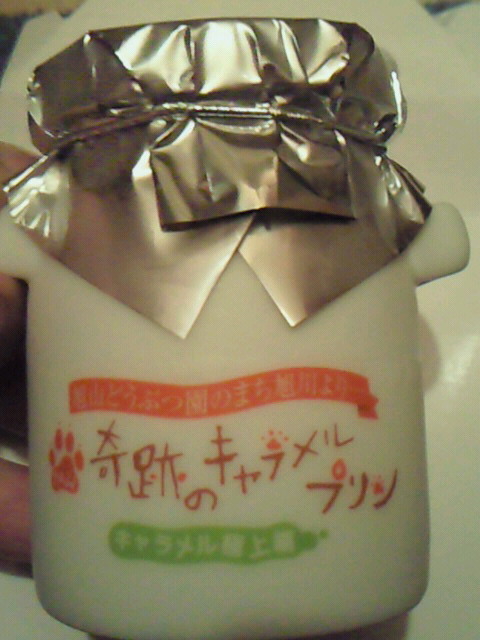 旭山どうぶつ園のまち旭川より
奇跡の
キャラメル
プリン
キャラメル極上蔵